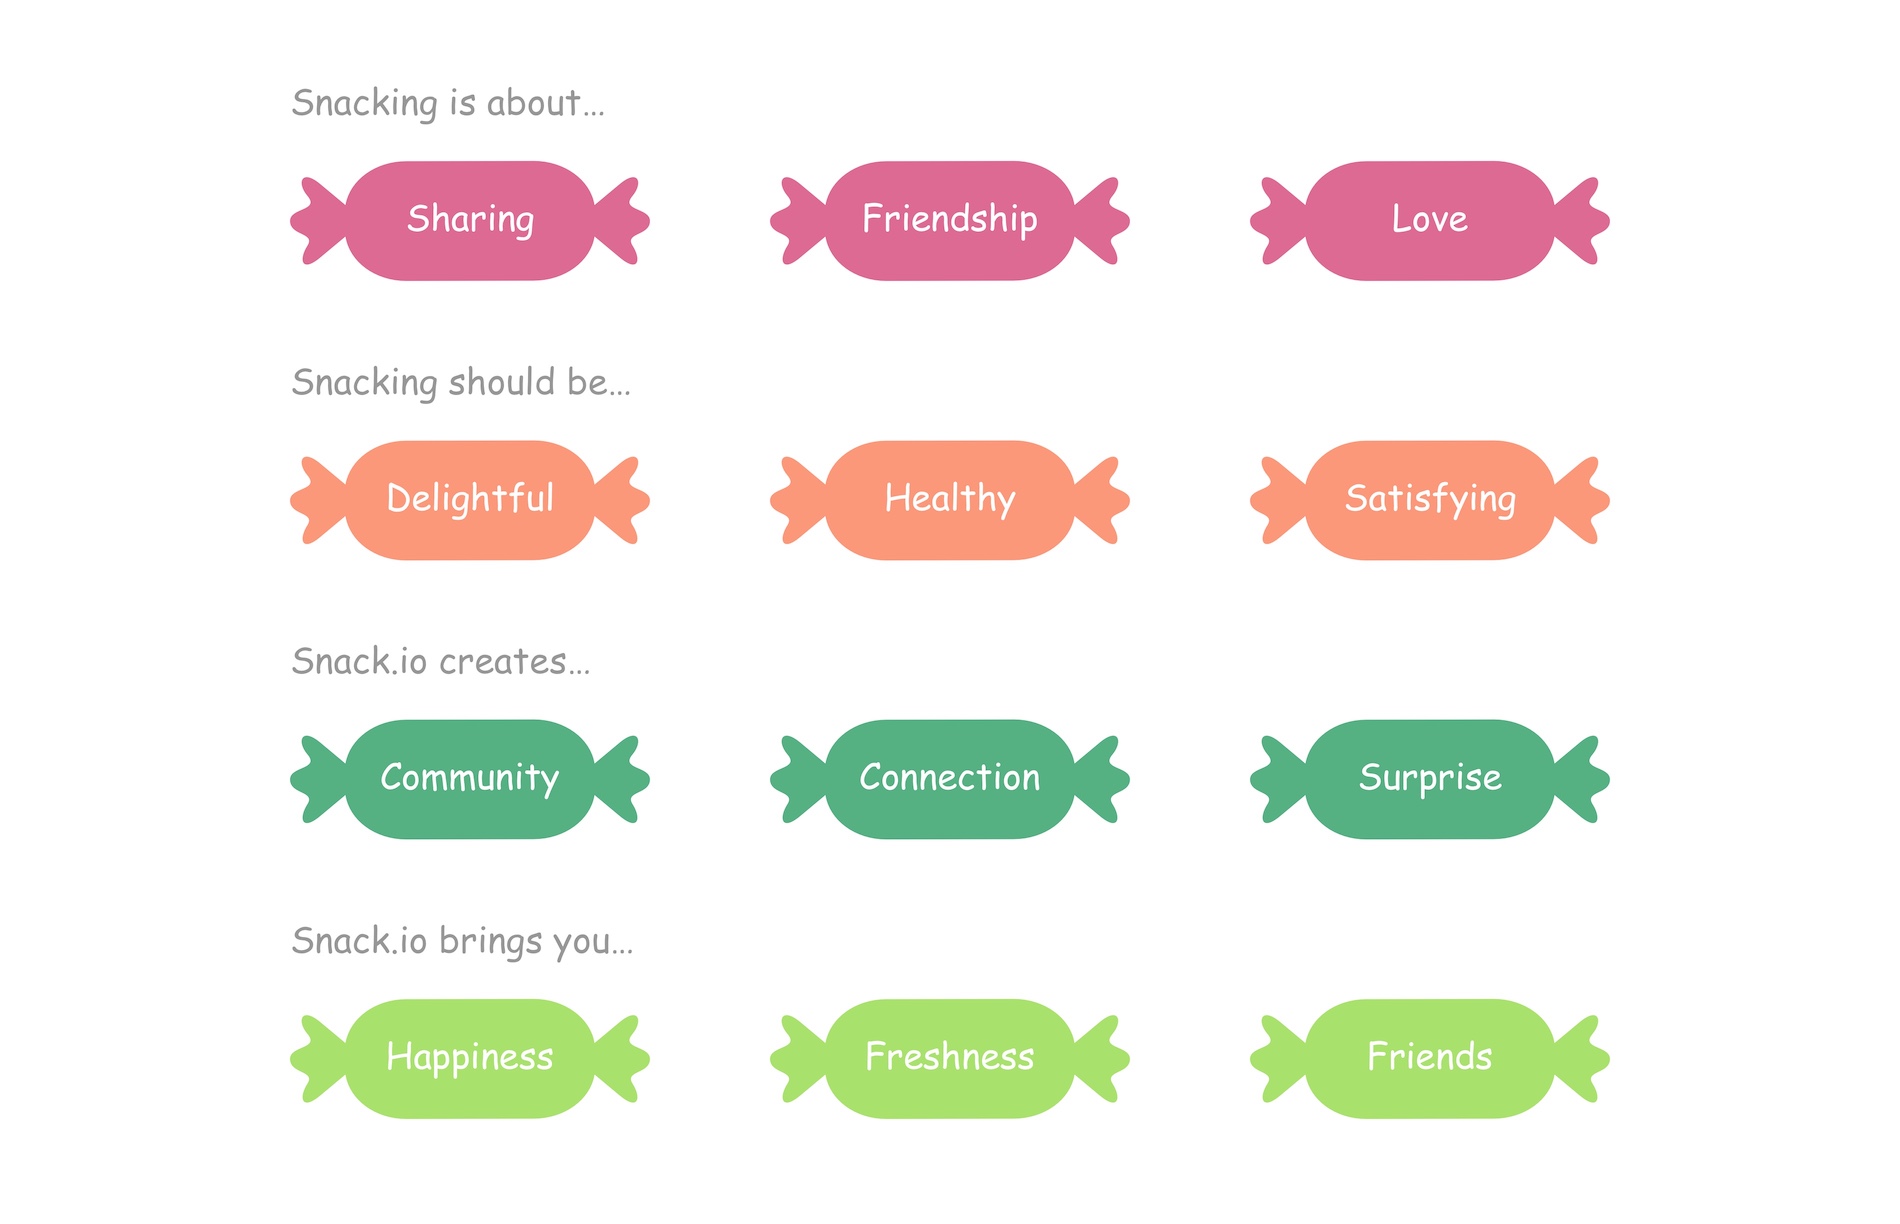 Snacking is about...
Sharing Friendship Love
Snacking should be...
Delightful Healthy Satisfying
Snack.io creates...
Community Connection Surprise
Snack.io brings you...
Happiness Freshness Friends